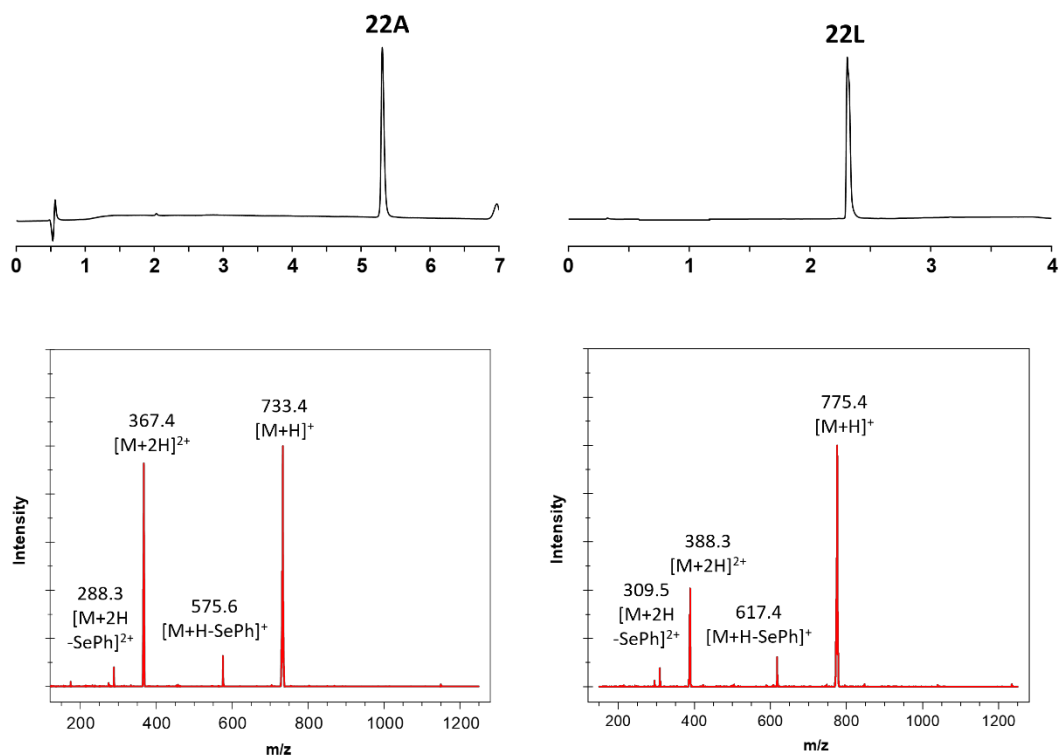 22A
22L
0 1 2 3 4 5 6 7
0 1 2 3 4
733.4
[M+H]⁺
367.4
[M+2H]²⁺
288.3
[M+2H
-SePh]²⁺
575.6
[M+H-SePh]⁺
Intensity
200 400 600 800 1000 1200
m/z
775.4
[M+H]⁺
388.3
[M+2H]²⁺
309.5
[M+2H
-SePh]²⁺
617.4
[M+H-SePh]⁺
Intensity
200 400 600 800 1000 1200
m/z